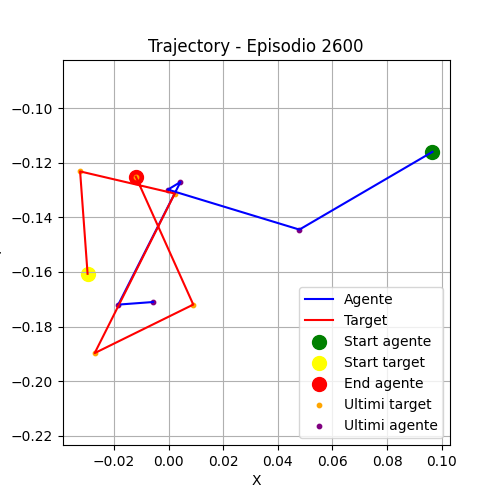 Trajectory - Episodio 2600
−0.10
−0.12
−0.14
−0.16
−0.18
−0.20
−0.22
−0.02 0.00 0.02 0.04 0.06 0.08 0.10
X
Agente
Target
Start agente
Start target
End agente
Ultimi target
Ultimi agente